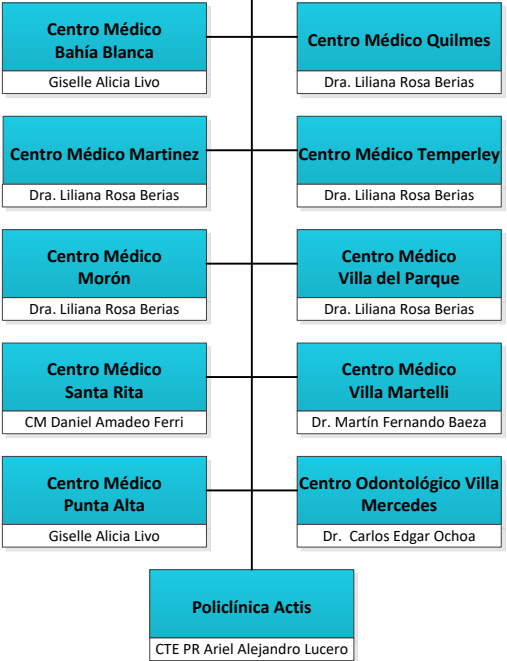 Centro Médico
Bahía Blanca
Giselle Alicia Livo
Centro Médico Quilmes
Dra. Liliana Rosa Berias
Centro Médico Martinez
Dra. Liliana Rosa Berias
Centro Médico Temperley
Dra. Liliana Rosa Berias
Centro Médico
Morón
Dra. Liliana Rosa Berias
Centro Médico
Villa del Parque
Dra. Liliana Rosa Berias
Centro Médico
Santa Rita
CM Daniel Amadeo Ferri
Centro Médico
Villa Martelli
Dr. Martín Fernando Baeza
Centro Médico
Punta Alta
Giselle Alicia Livo
Centro Odontológico Villa
Mercedes
Dr. Carlos Edgar Ochoa
Policlínica Actis
CTE PR Ariel Alejandro Lucero